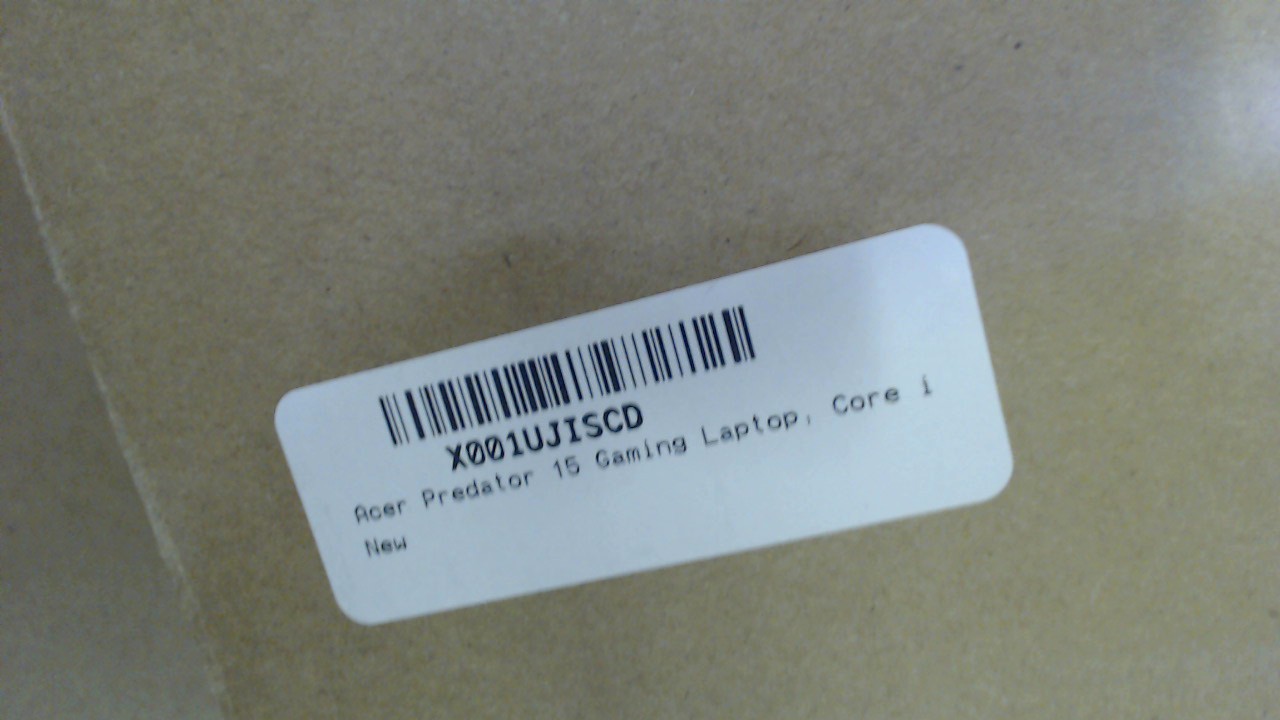 X001UJISCD
Acer Predator 15 Gaming Laptop, Core i
New